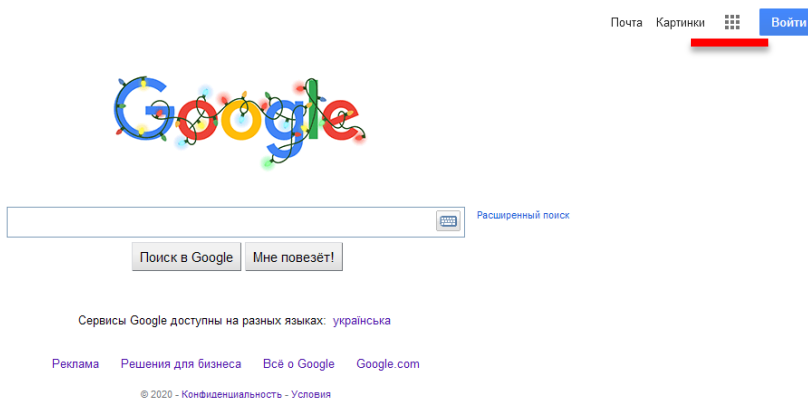 Почта Картинки Войти
Google
Расширенный поиск
Поиск в Google Мне повезёт!
Сервисы Google доступны на разных языках: українська
Реклама Решения для бизнеса Всё о Google Google.com
© 2020 - Конфиденциальность - Условия